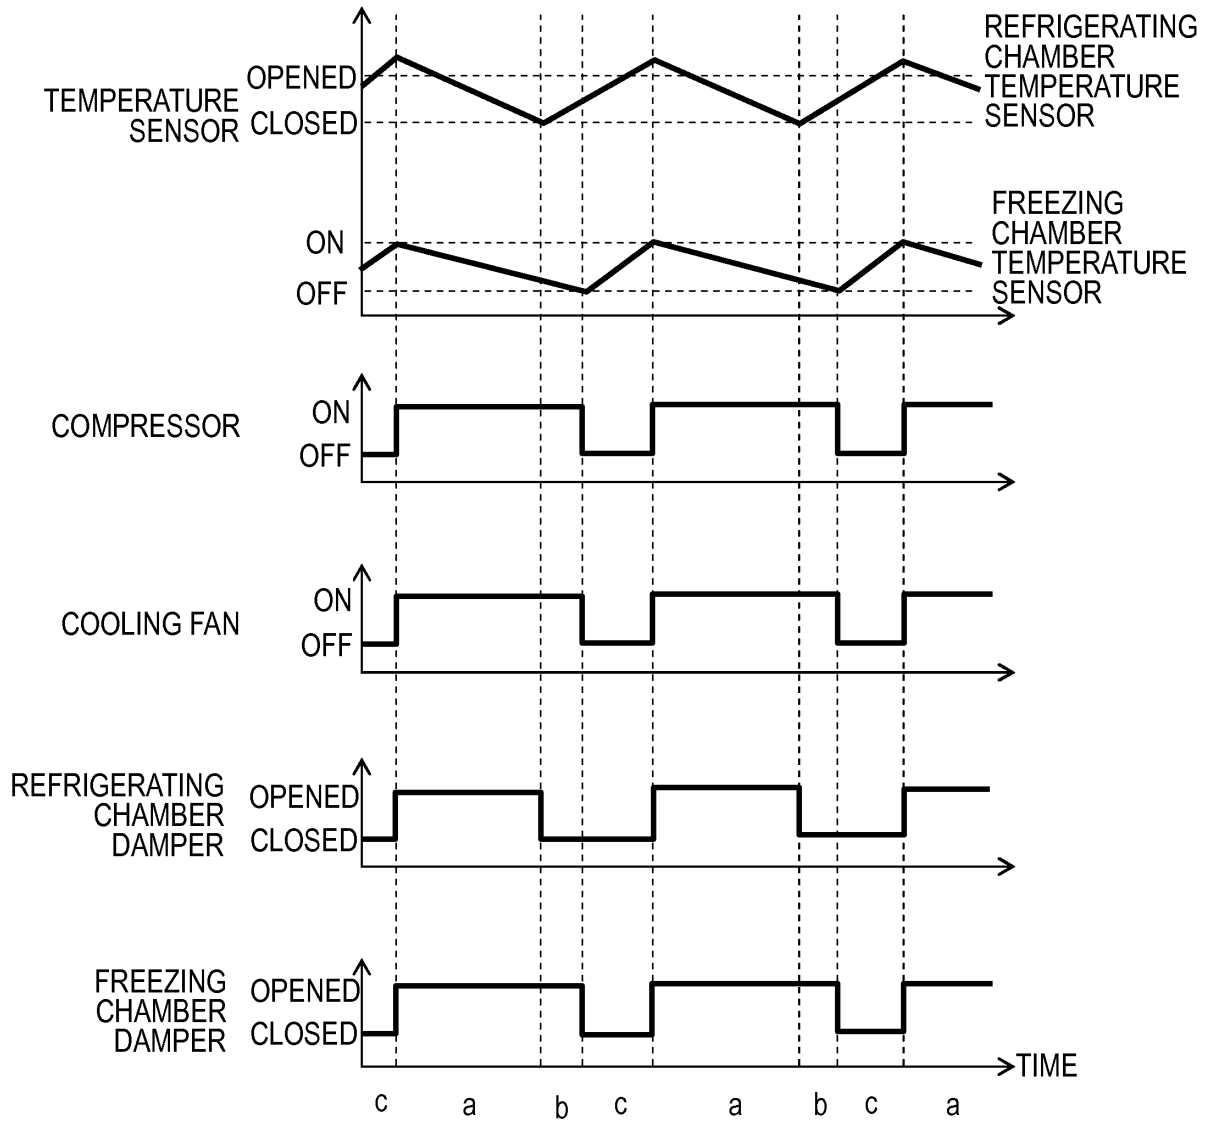 REFRIGERATING
CHAMBER
TEMPERATURE
SENSOR
OPENED
TEMPERATURE
SENSOR
CLOSED
FREEZING
CHAMBER
TEMPERATURE
SENSOR
ON
OFF
COMPRESSOR
ON
OFF
COOLING FAN
ON
OFF
REFRIGERATING
CHAMBER
DAMPER
OPENED
CLOSED
FREEZING
CHAMBER
DAMPER
OPENED
CLOSED
TIME
c a b c a b c a